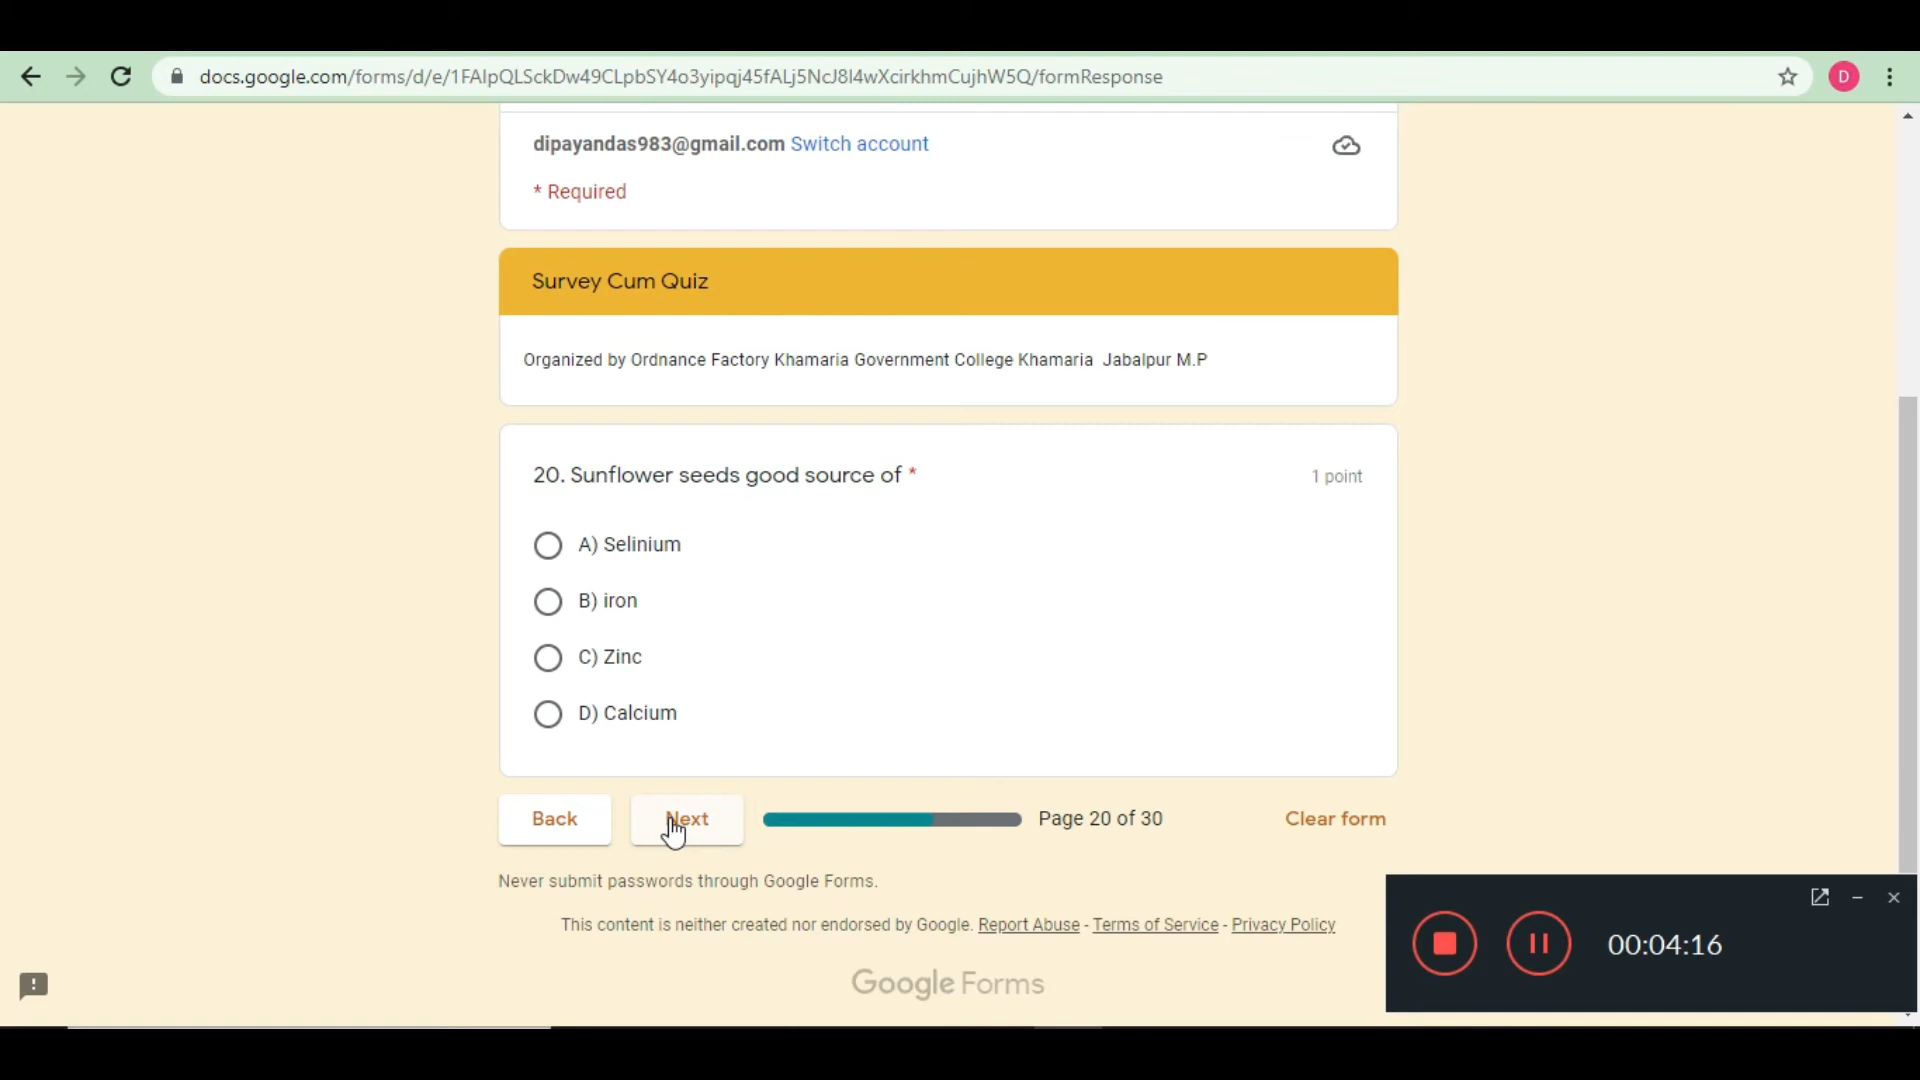 docs.google.com/forms/d/e/1FAIpQLSckDw49CLpbSY4o3yipqj45fALj5NcJ8I4wXcirkhmCujhW5Q/formResponse
D
dipayandas983@gmail.com Switch account
* Required
Survey Cum Quiz
Organized by Ordnance Factory Khamaria Government College Khamaria Jabalpur M.P
20. Sunflower seeds good source of *
1 point
A) Selinium
B) iron
C) Zinc
D) Calcium
Back
Next
Page 20 of 30
Clear form
Never submit passwords through Google Forms.
This content is neither created nor endorsed by Google. Report Abuse - Terms of Service - Privacy Policy
Google Forms
00:04:16